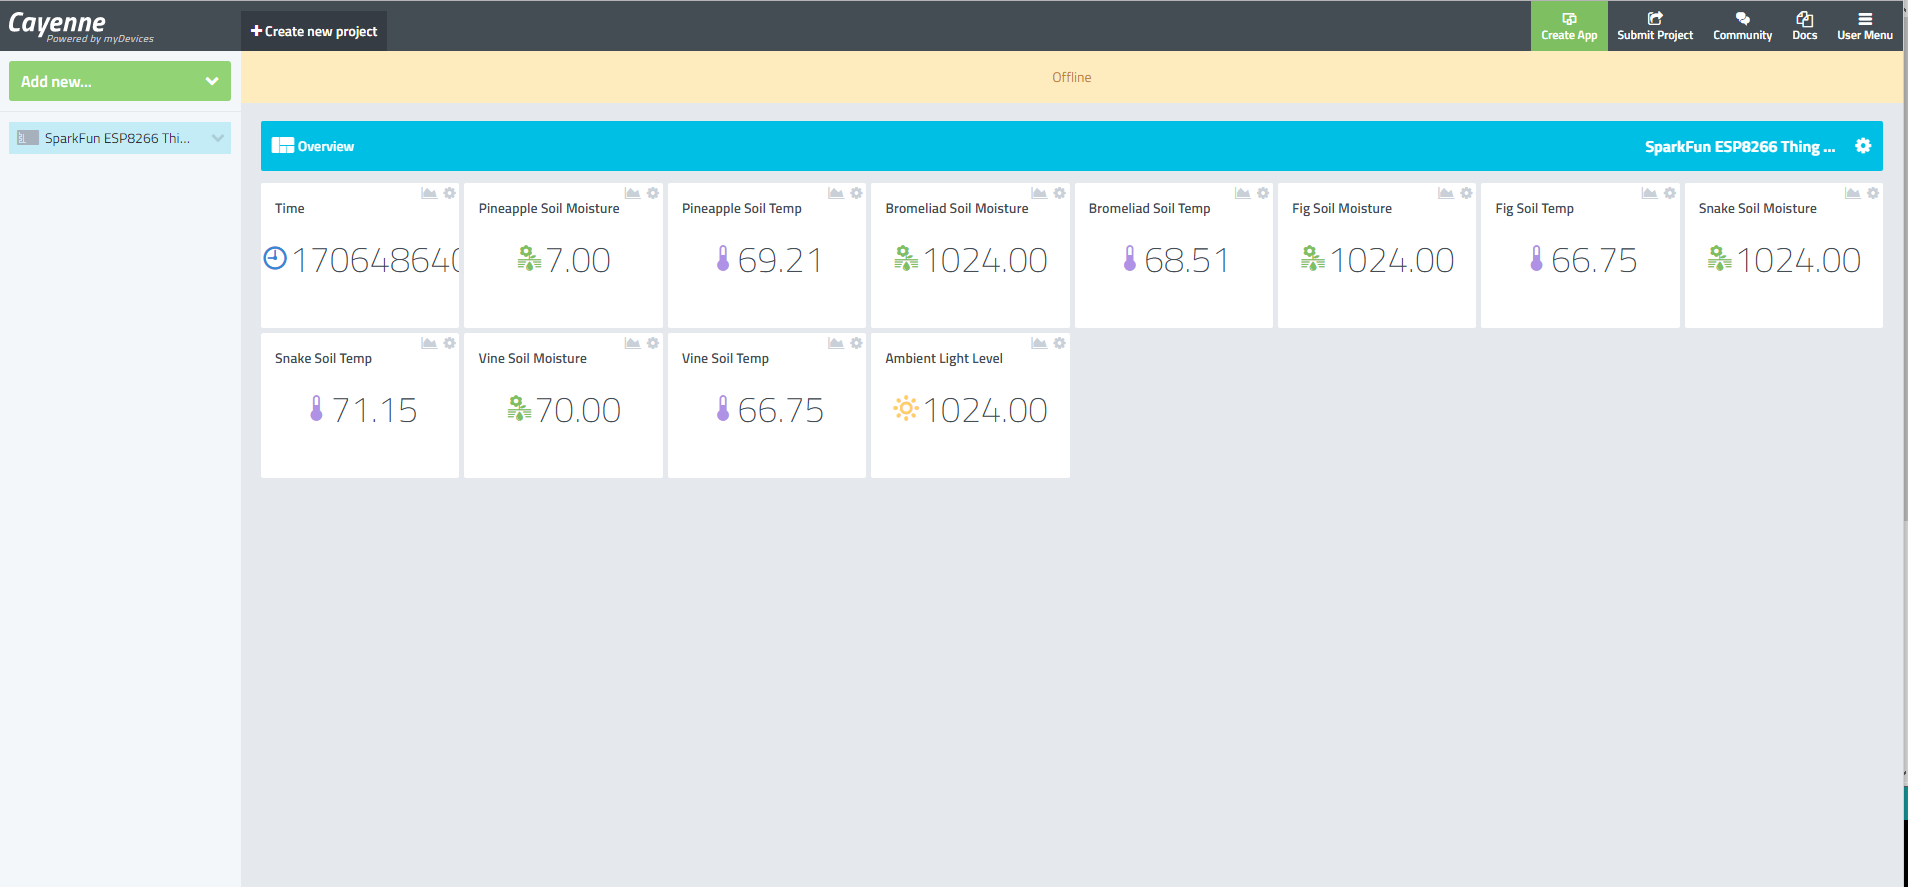 Cayenne
Powered by myDevices
Create new project
Create App
Submit Project
Community
Docs
User Menu
Add new...
Offline
SparkFun ESP8266 Thi...
Overview
SparkFun ESP8266 Thing ...
Time
Pineapple Soil Moisture
Pineapple Soil Temp
Bromeliad Soil Moisture
Bromeliad Soil Temp
Fig Soil Moisture
Fig Soil Temp
Snake Soil Moisture
170648640
7.00
69.21
1024.00
68.51
1024.00
66.75
1024.00
Snake Soil Temp
Vine Soil Moisture
Vine Soil Temp
Ambient Light Level
71.15
70.00
66.75
1024.00